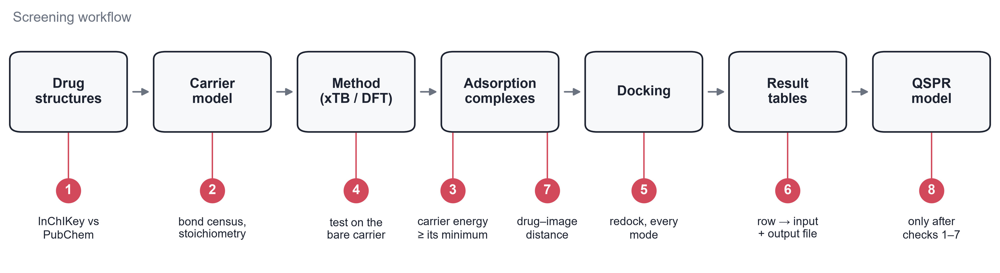 Screening workflow
Drug
structures
Carrier
model
Method
(xTB / DFT)
Adsorption
complexes
Docking
Result
tables
QSPR
model
1
2
4
3
7
5
6
8
InChIKey vs
PubChem
bond census,
stoichiometry
test on the
bare carrier
carrier energy
≥ its minimum
drug–image
distance
redock, every
mode
row → input
+ output file
only after
checks 1–7